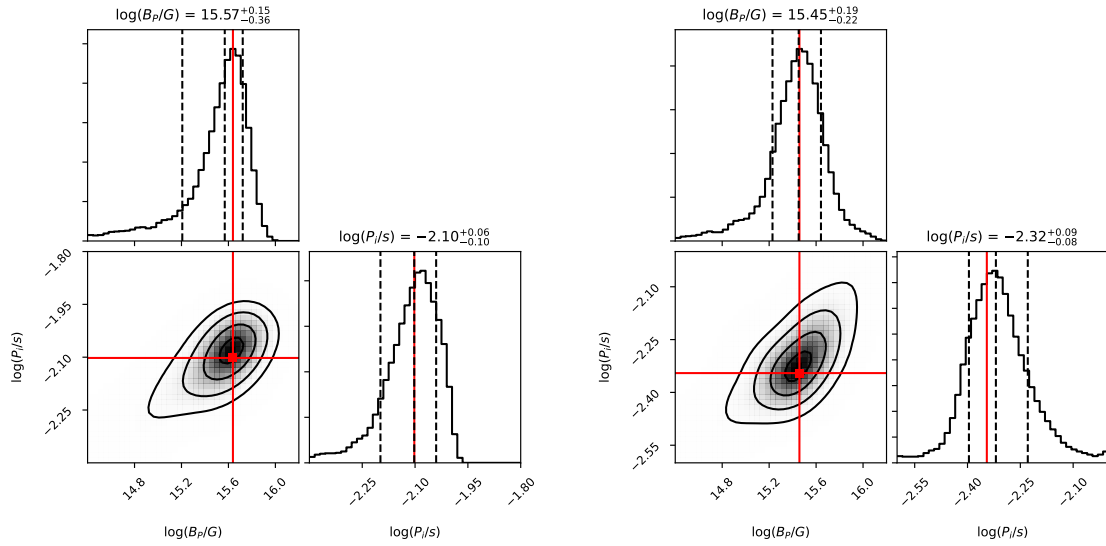 log(B_P/G) = 15.57^{+0.15}_{-0.36}
log(P_i/s) = −2.10^{+0.06}_{-0.10}
−1.80
−1.95
−2.10
−2.25
log(P_i/s)
14.8 15.2 15.6 16.0
log(B_P/G)
−2.25 −2.10 −1.95 −1.80
log(P_i/s)
log(B_P/G) = 15.45^{+0.19}_{-0.22}
log(P_i/s) = −2.32^{+0.09}_{-0.08}
−2.10
−2.25
−2.40
−2.55
log(P_i/s)
14.8 15.2 15.6 16.0
log(B_P/G)
−2.55 −2.40 −2.25 −2.10
log(P_i/s)